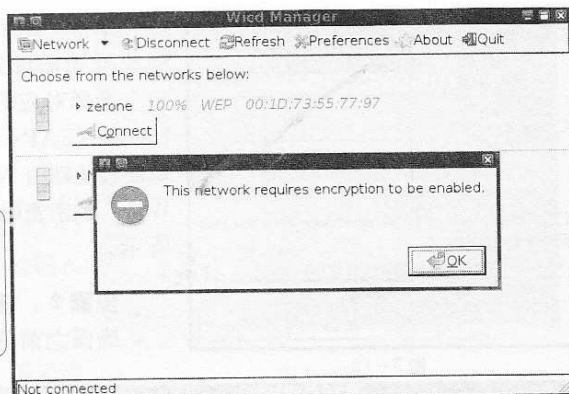 Wicd Manager
Network Disconnect Refresh Preferences About Quit
Choose from the networks below:
zerone 100% WEP 00:1D:73:55:77:97
Connect
This network requires encryption to be enabled.
OK
Not connected